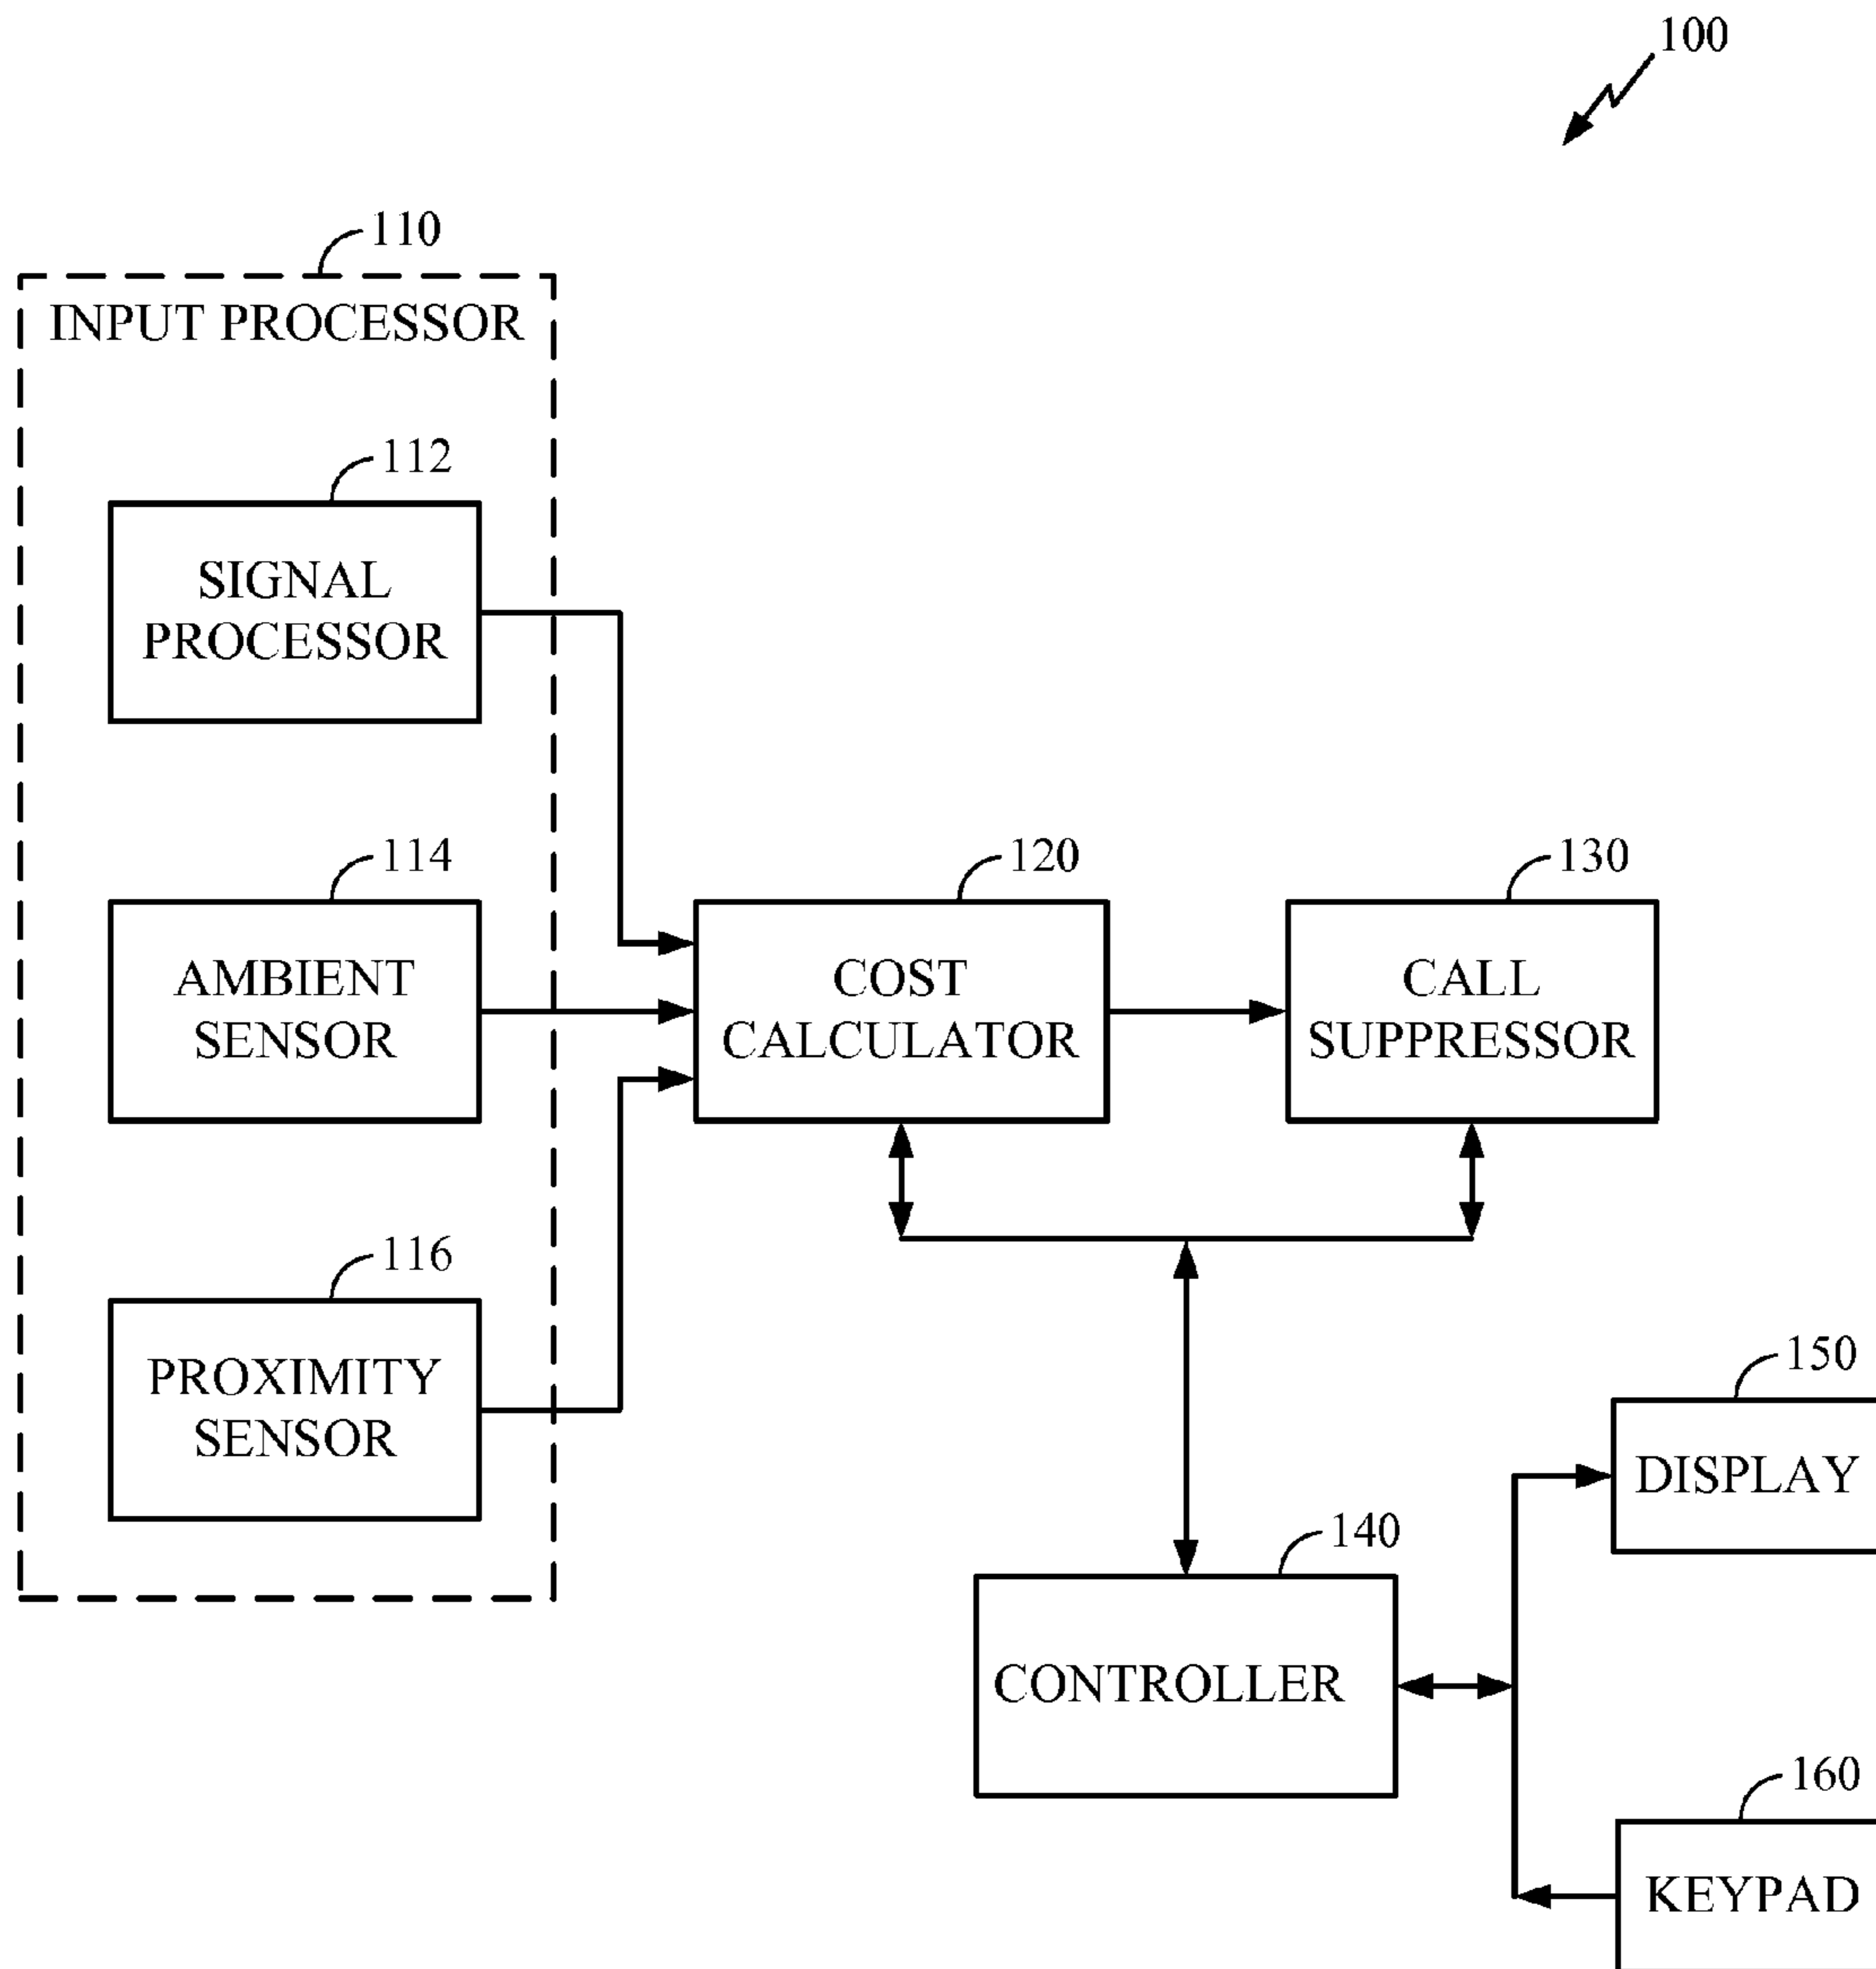 100
110
INPUT PROCESSOR
112
SIGNAL
PROCESSOR
114
AMBIENT
SENSOR
116
PROXIMITY
SENSOR
120
COST
CALCULATOR
130
CALL
SUPPRESSOR
140
CONTROLLER
150
DISPLAY
160
KEYPAD